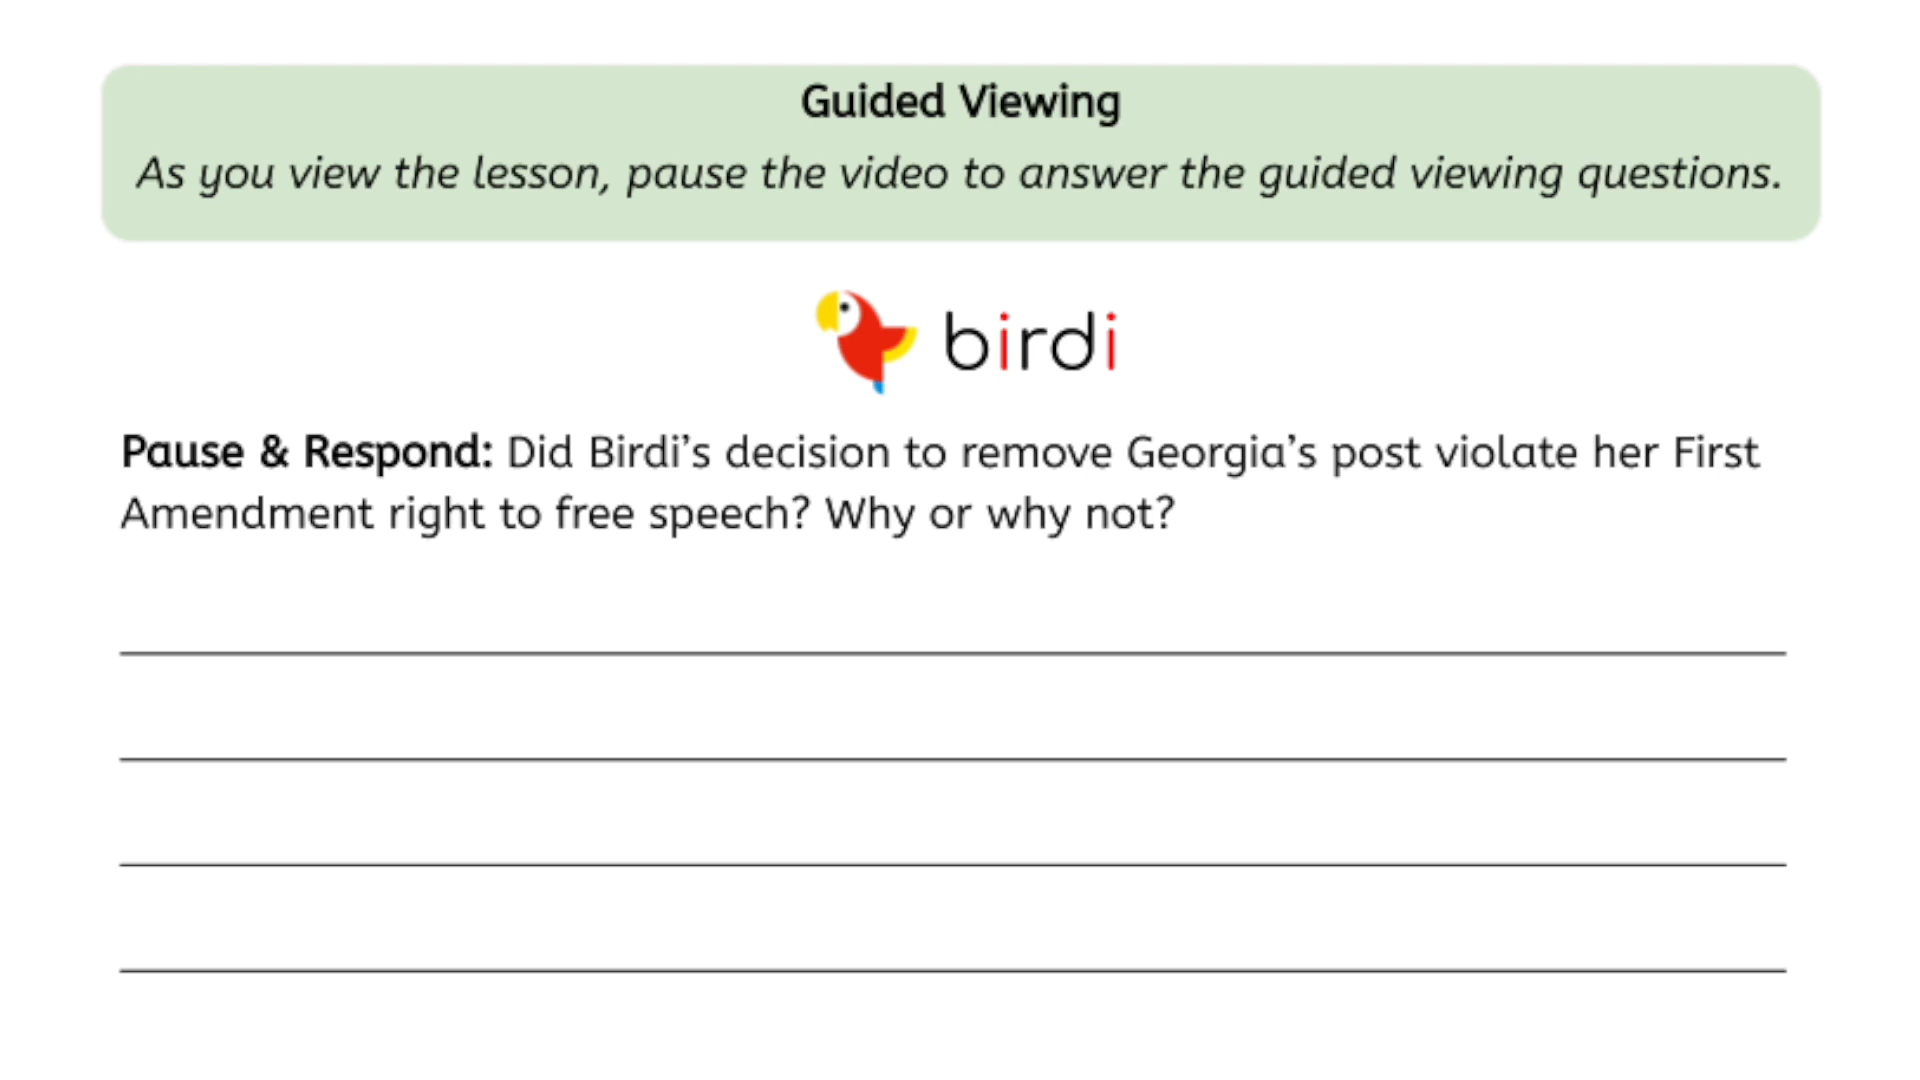 Guided Viewing
As you view the lesson, pause the video to answer the guided viewing questions.
birdi
Pause & Respond: Did Birdi’s decision to remove Georgia’s post violate her First
Amendment right to free speech? Why or why not?